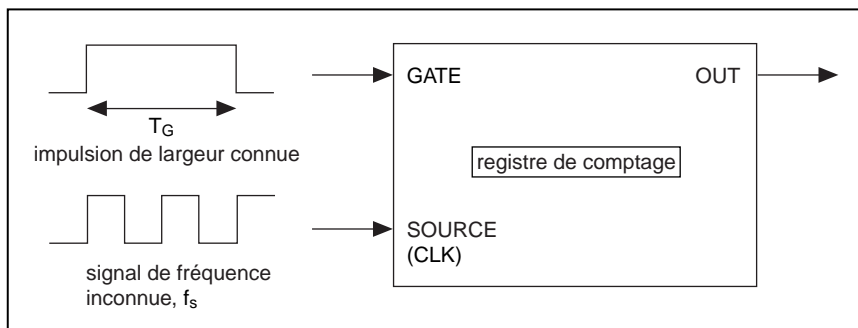 GATE
OUT
T_G
impulsion de largeur connue
registre de comptage
SOURCE
(CLK)
signal de fréquence
inconnue, f_s